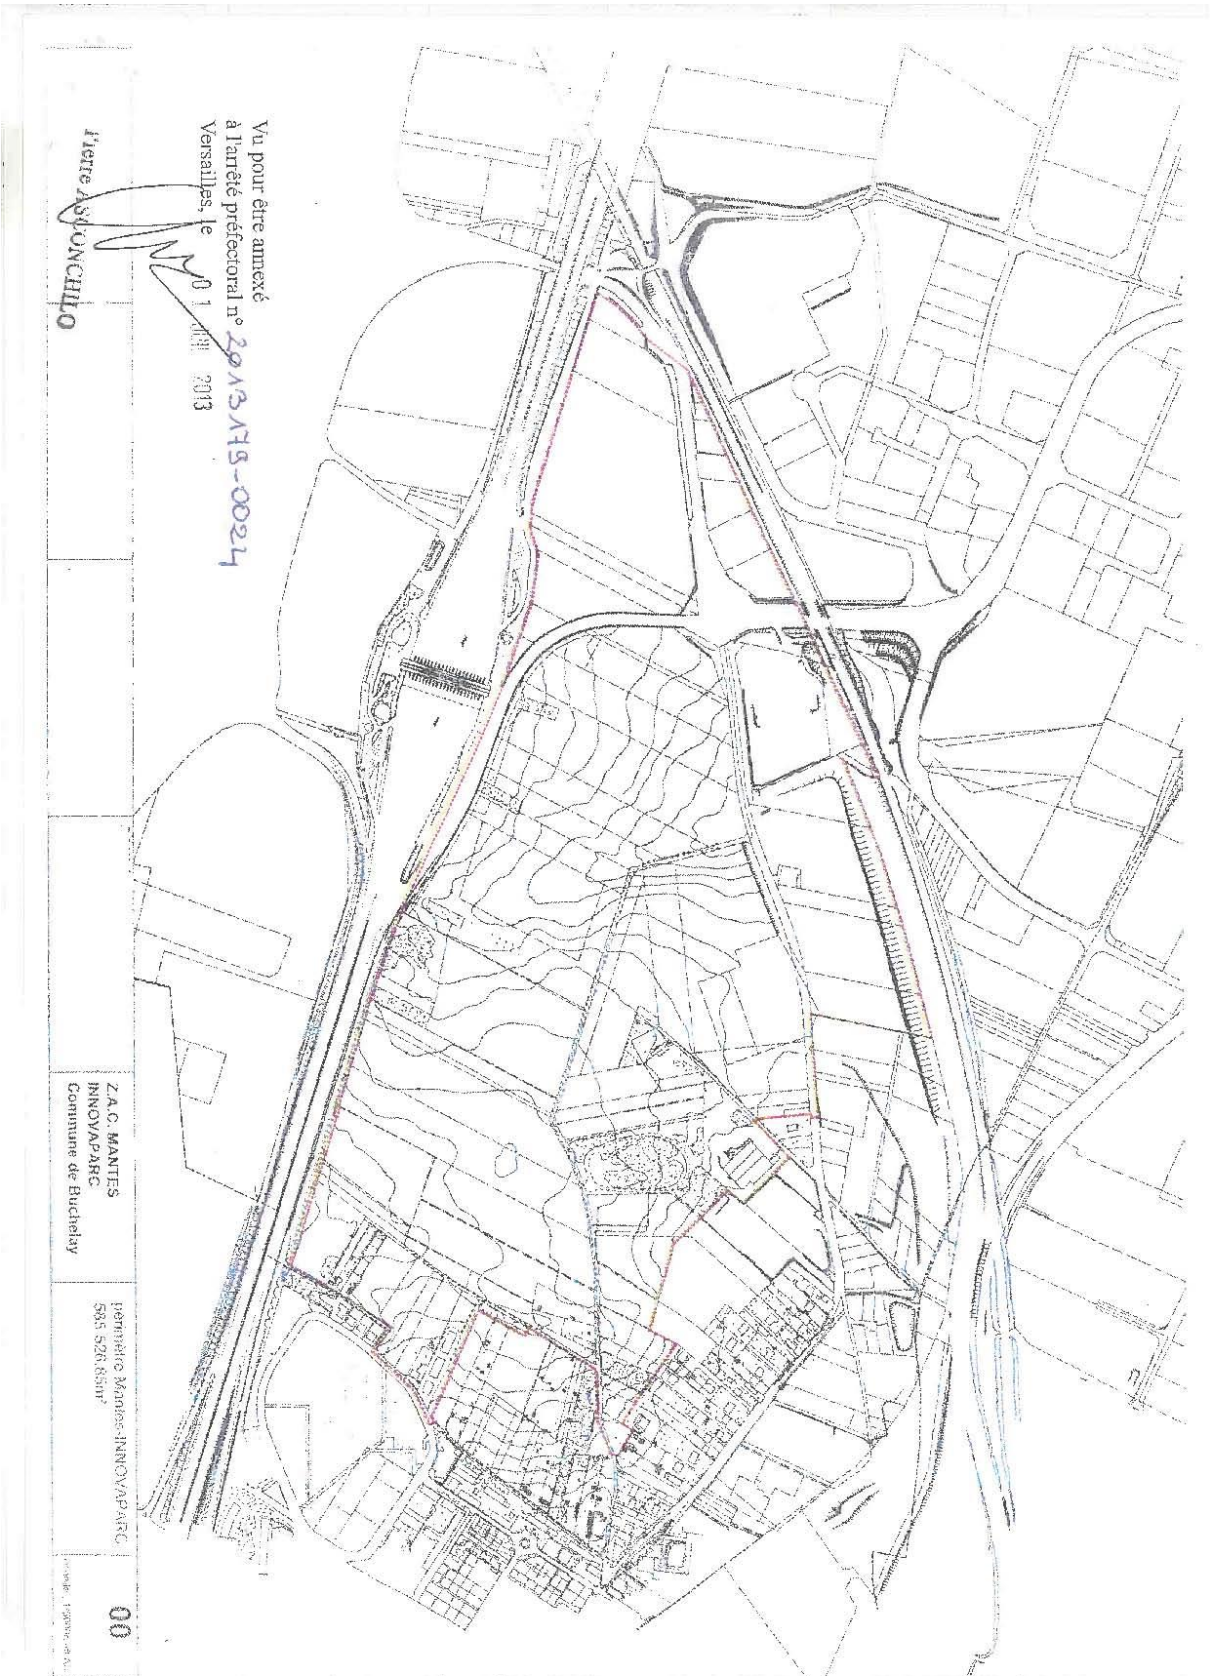 Vu pour être annexé
à l'arrêté préfectoral n° 2013179-0024
Versailles, le 01 2013
Pierre
Z.A.C. MANTES
INNOVAPARC
Commune de Buchelay
périmètre Mantes-INNOVAPARC
585 526.85m²
00